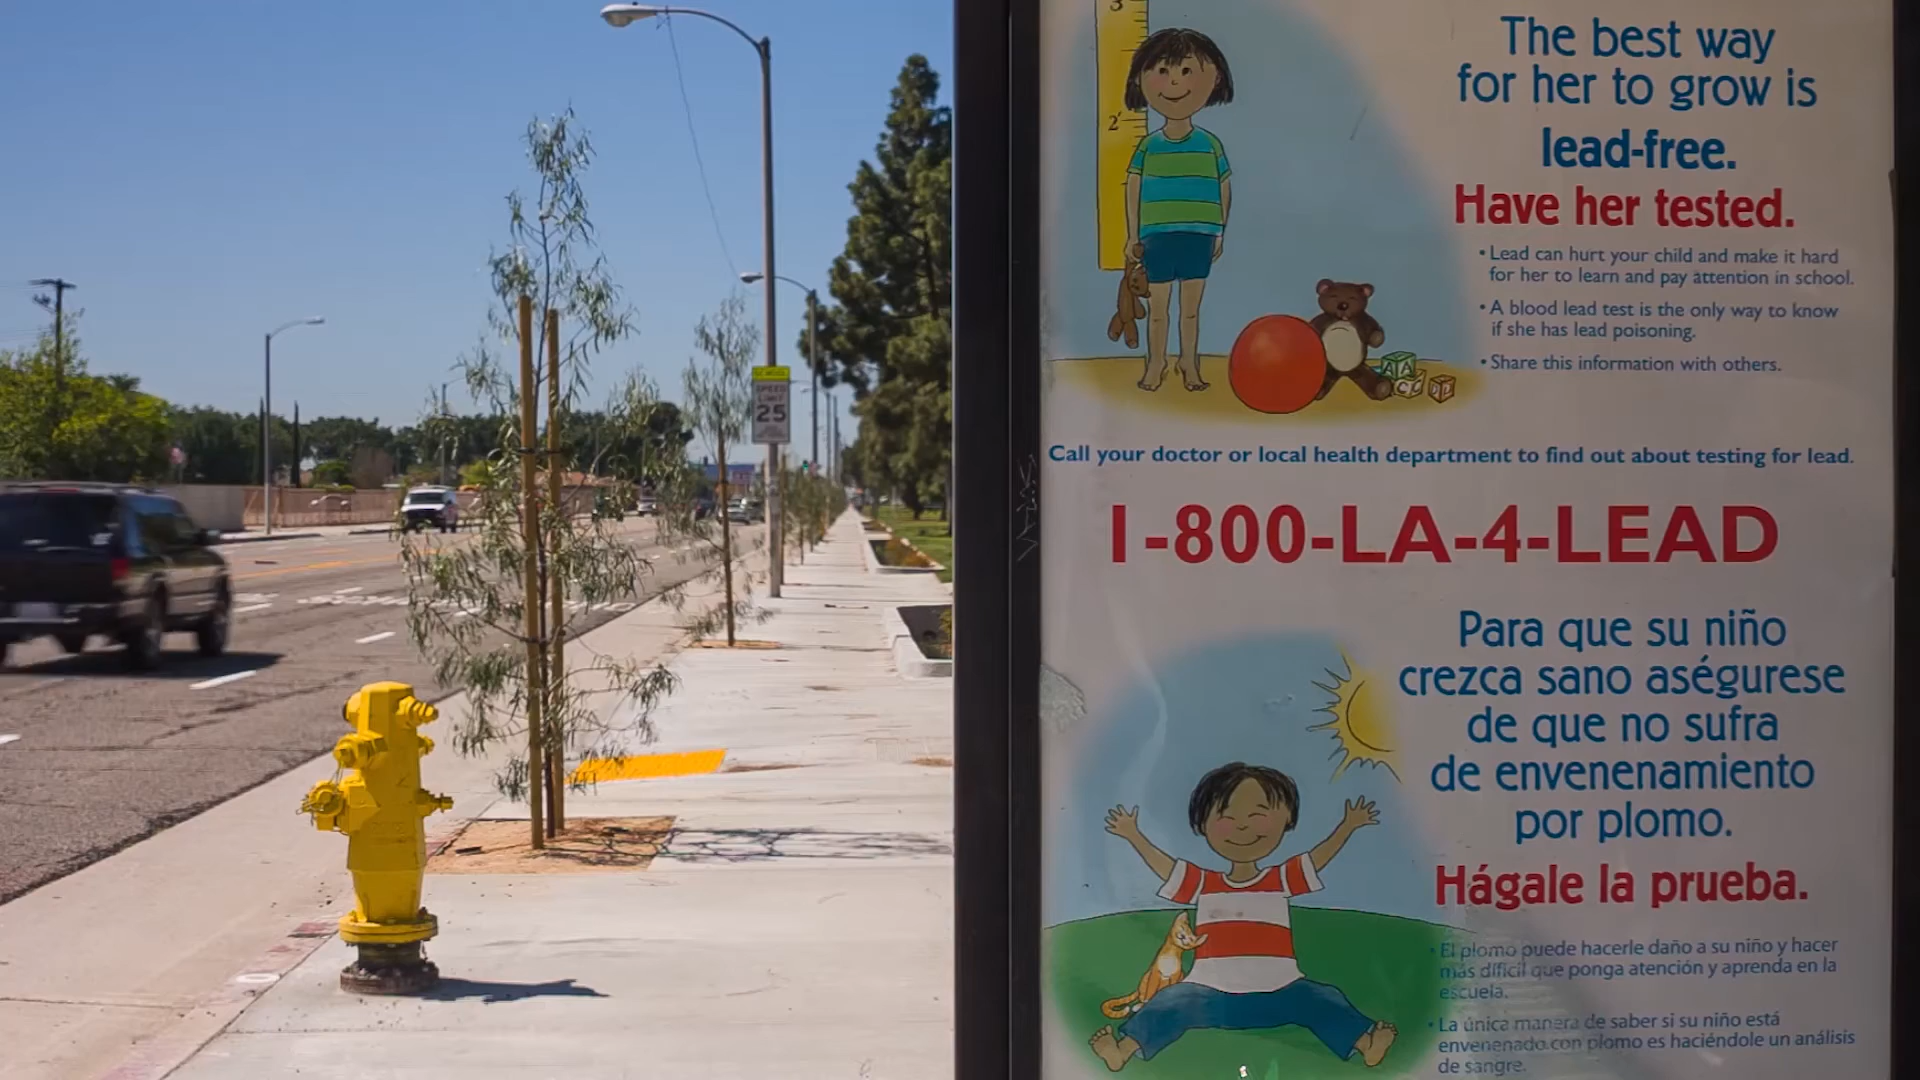 SCHOOL
SPEED
LIMIT
25
3'
2'
The best way
for her to grow is
lead-free.
Have her tested.
• Lead can hurt your child and make it hard
for her to learn and pay attention in school.
• A blood lead test is the only way to know
if she has lead poisoning.
• Share this information with others.
Call your doctor or local health department to find out about testing for lead.
1-800-LA-4-LEAD
Para que su niño
crezca sano aségurese
de que no sufra
de envenenamiento
por plomo.
Hágale la prueba.
• El plomo puede hacerle daño a su niño y hacer
más difícil que ponga atención y aprenda en la
escuela.
• La única manera de saber si su niño está
envenenado con plomo es haciéndole un análisis
de sangre.